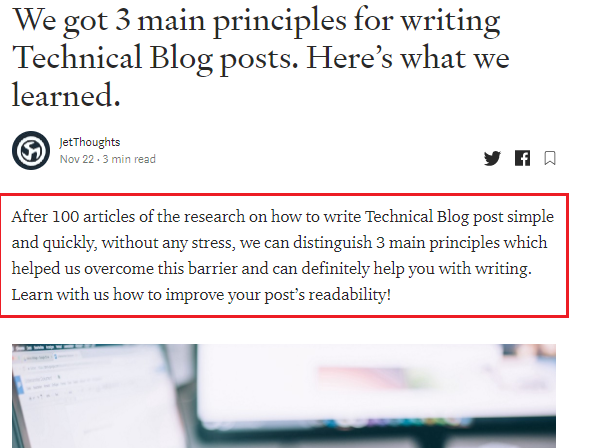 We got 3 main principles for writing
Technical Blog posts. Here’s what we
learned.
JetThoughts
Nov 22 · 3 min read
After 100 articles of the research on how to write Technical Blog post simple
and quickly, without any stress, we can distinguish 3 main principles which
helped us overcome this barrier and can definitely help you with writing.
Learn with us how to improve your post’s readability!